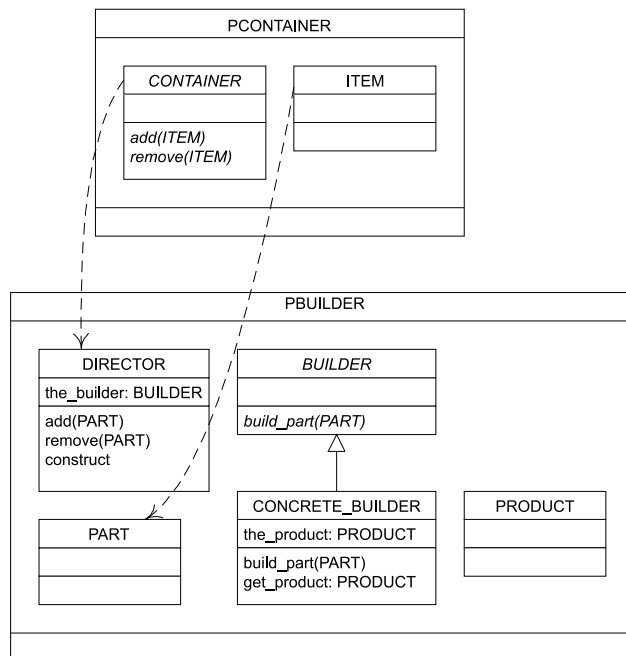 PCONTAINER
CONTAINER
add(ITEM)
remove(ITEM)
ITEM
PBUILDER
DIRECTOR
the_builder: BUILDER
add(PART)
remove(PART)
construct
BUILDER
build_part(PART)
PART
CONCRETE_BUILDER
the_product: PRODUCT
build_part(PART)
get_product: PRODUCT
PRODUCT